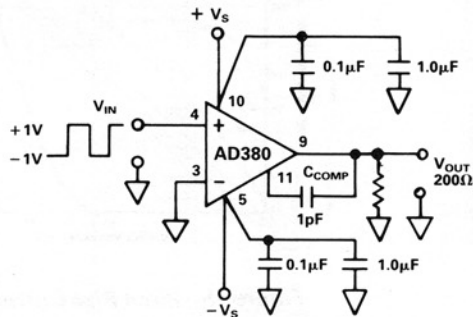 + Vs
0.1μF
1.0μF
10
VIN
4
+
9
+1V
-1V
AD380
VOUT
200Ω
3
-
11
CCOMP
1pF
5
0.1μF
1.0μF
-Vs